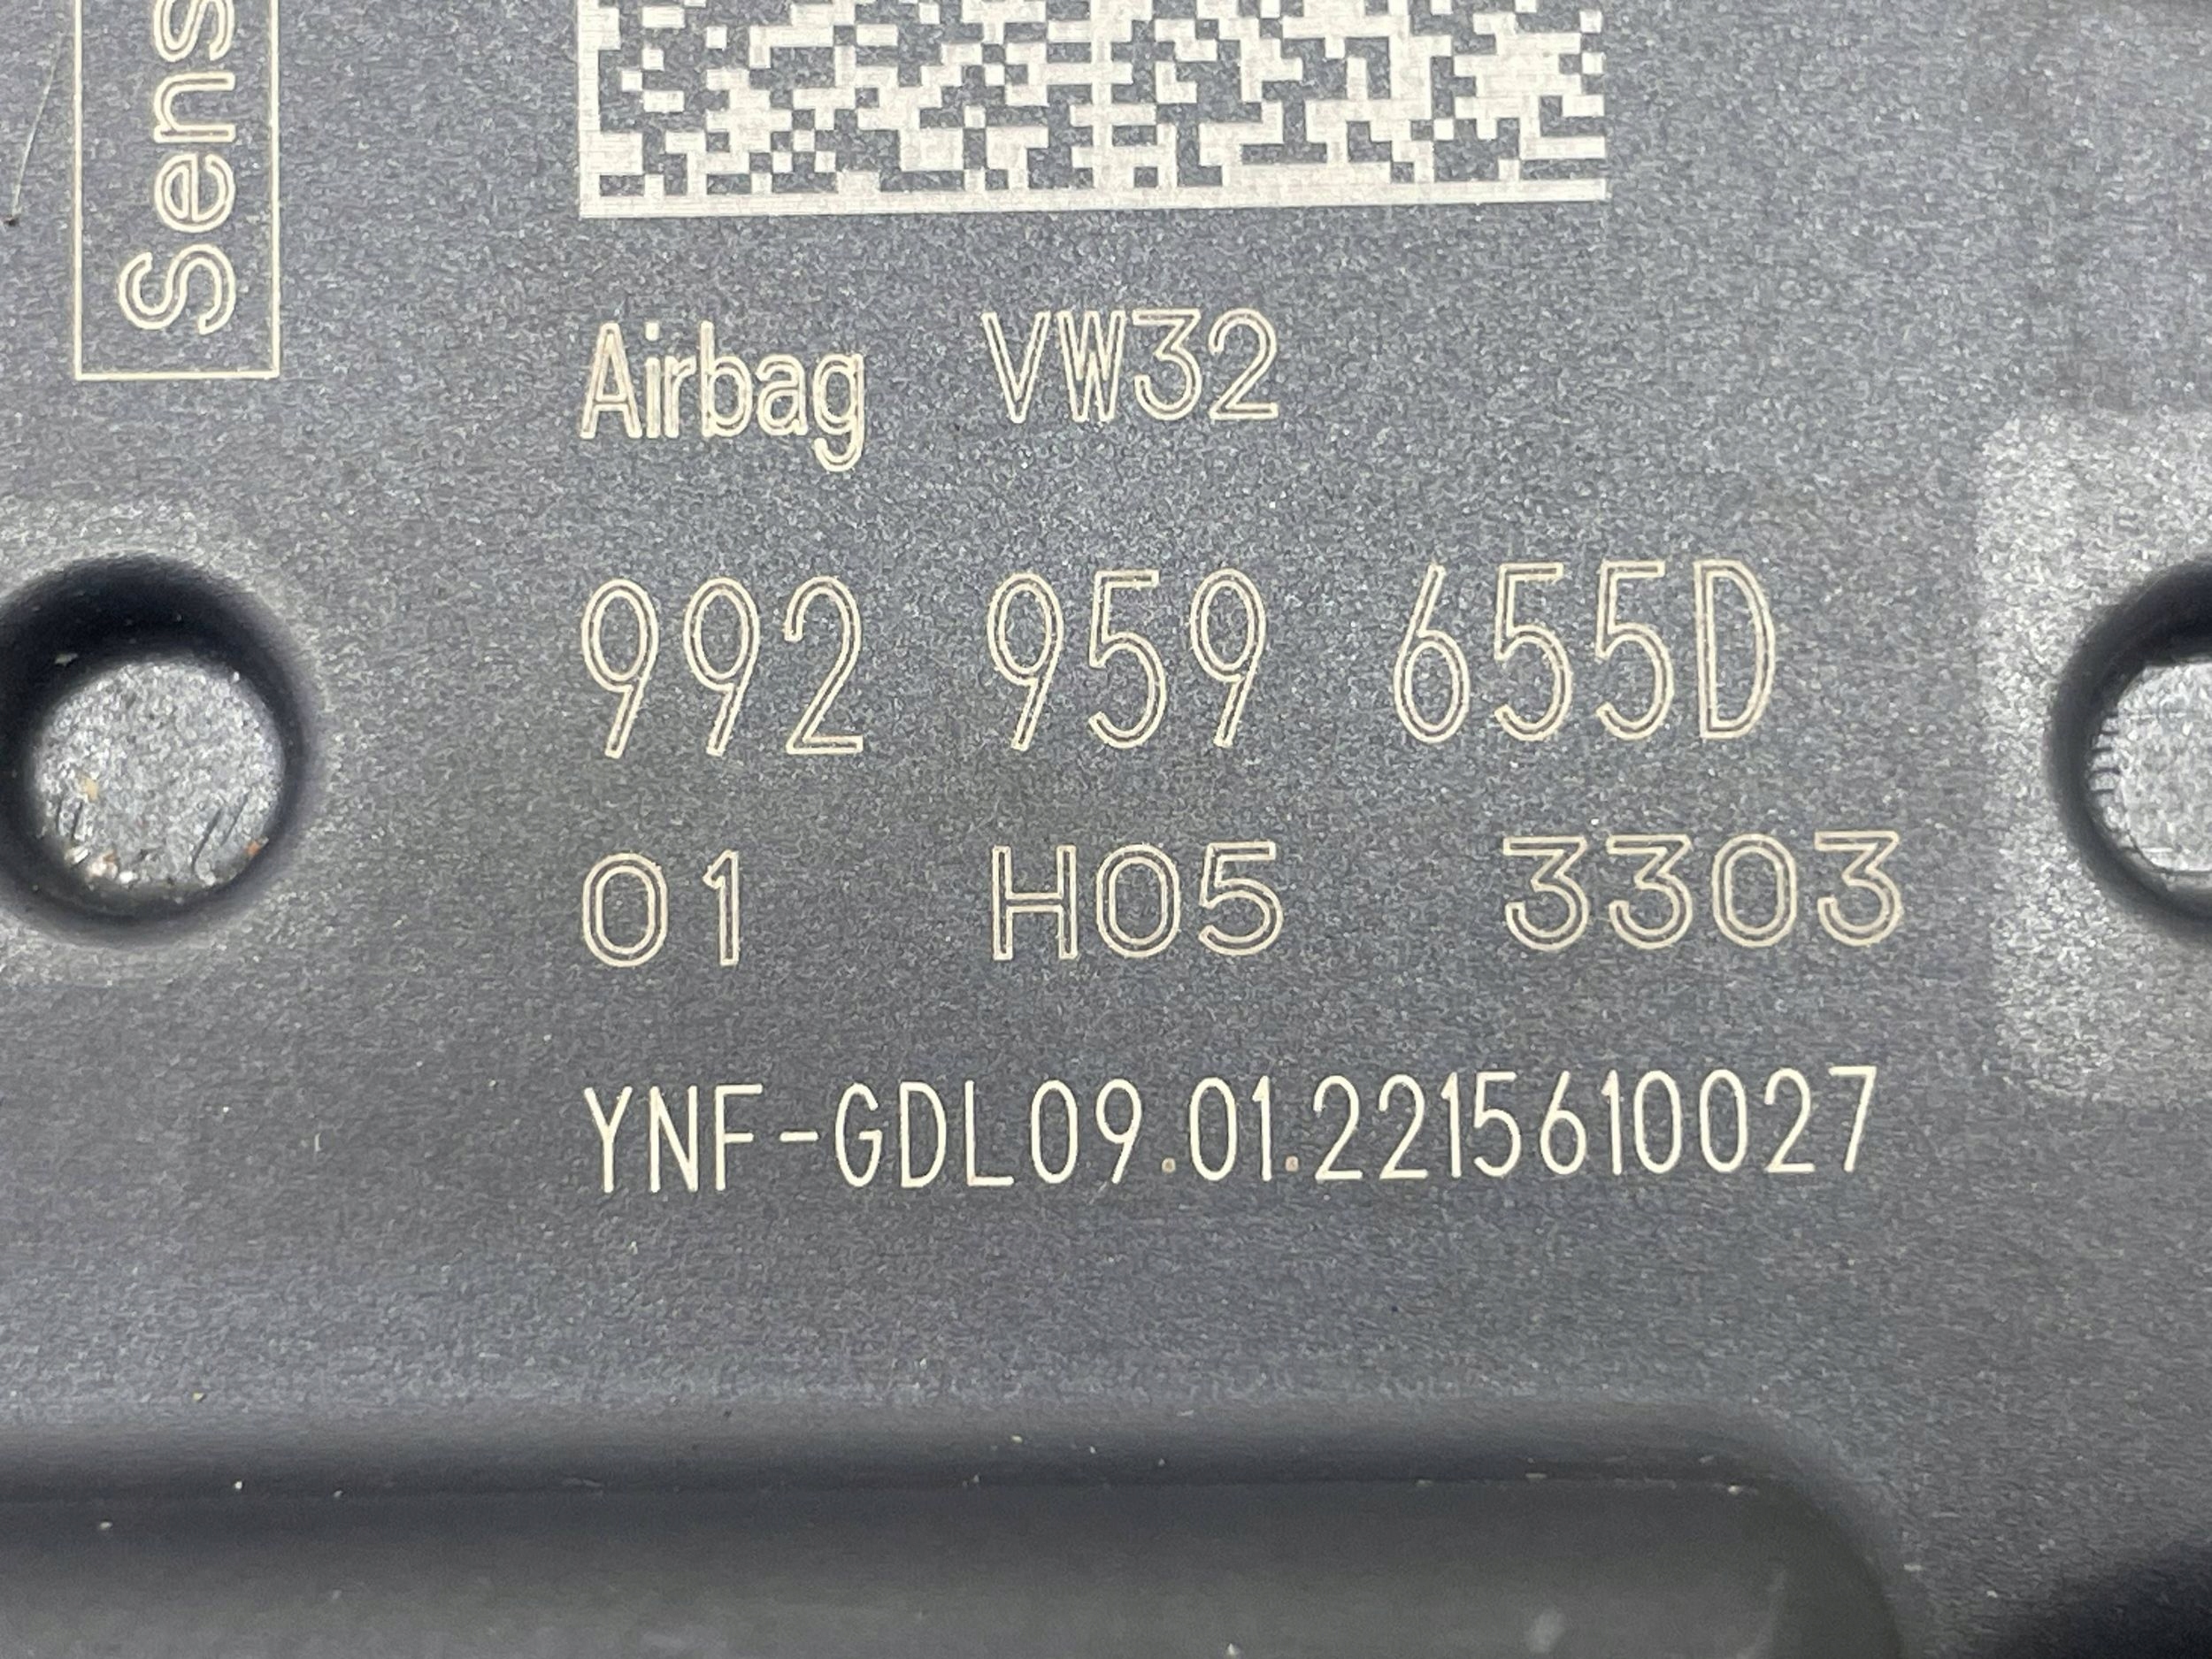 Sens
Airbag VW32
992 959 655D
01 H05 3303
YNF-GDL09.01.2215610027